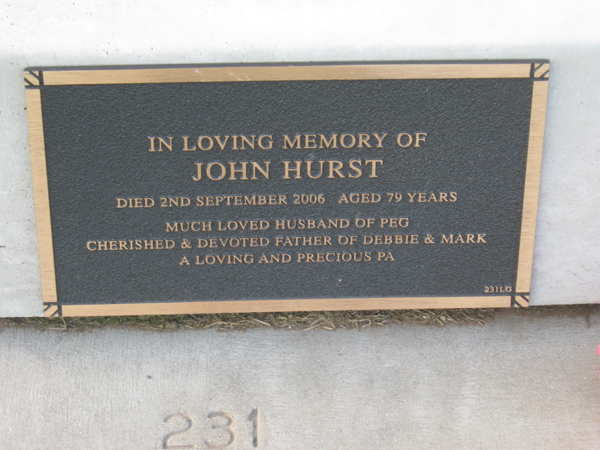 IN LOVING MEMORY OF
JOHN HURST
DIED 2ND SEPTEMBER 2006 AGED 79 YEARS
MUCH LOVED HUSBAND OF PEG
CHERISHED & DEVOTED FATHER OF DEBBIE & MARK
A LOVING AND PRECIOUS PA
231LG
231